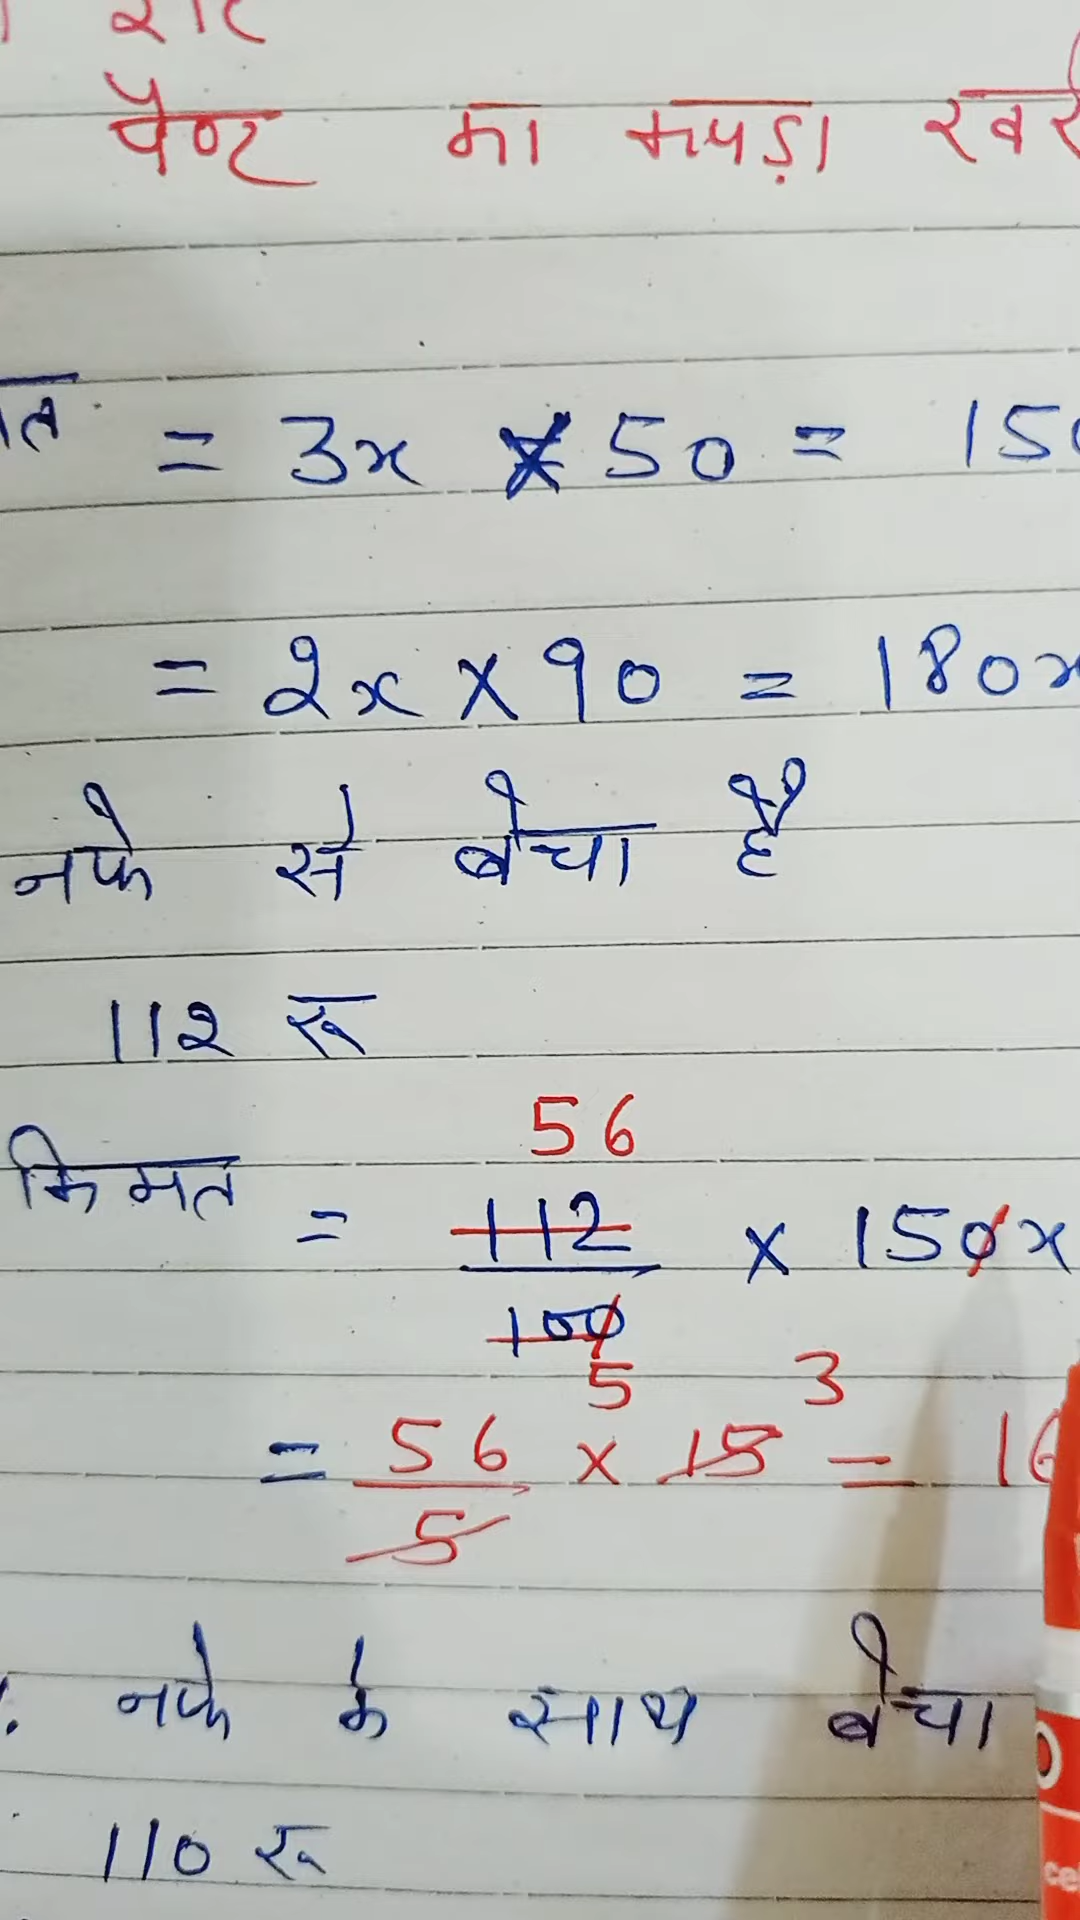 पैण्ट का कपड़ा
= 3x × 50 = 15
= 2x × 90 = 180x
नफे से बेचा है
112 रू
56
किमत = 112/100 × 150x
5 3
= 56/5 × 15 = 16
नफे के साथ बेचा
110 रू